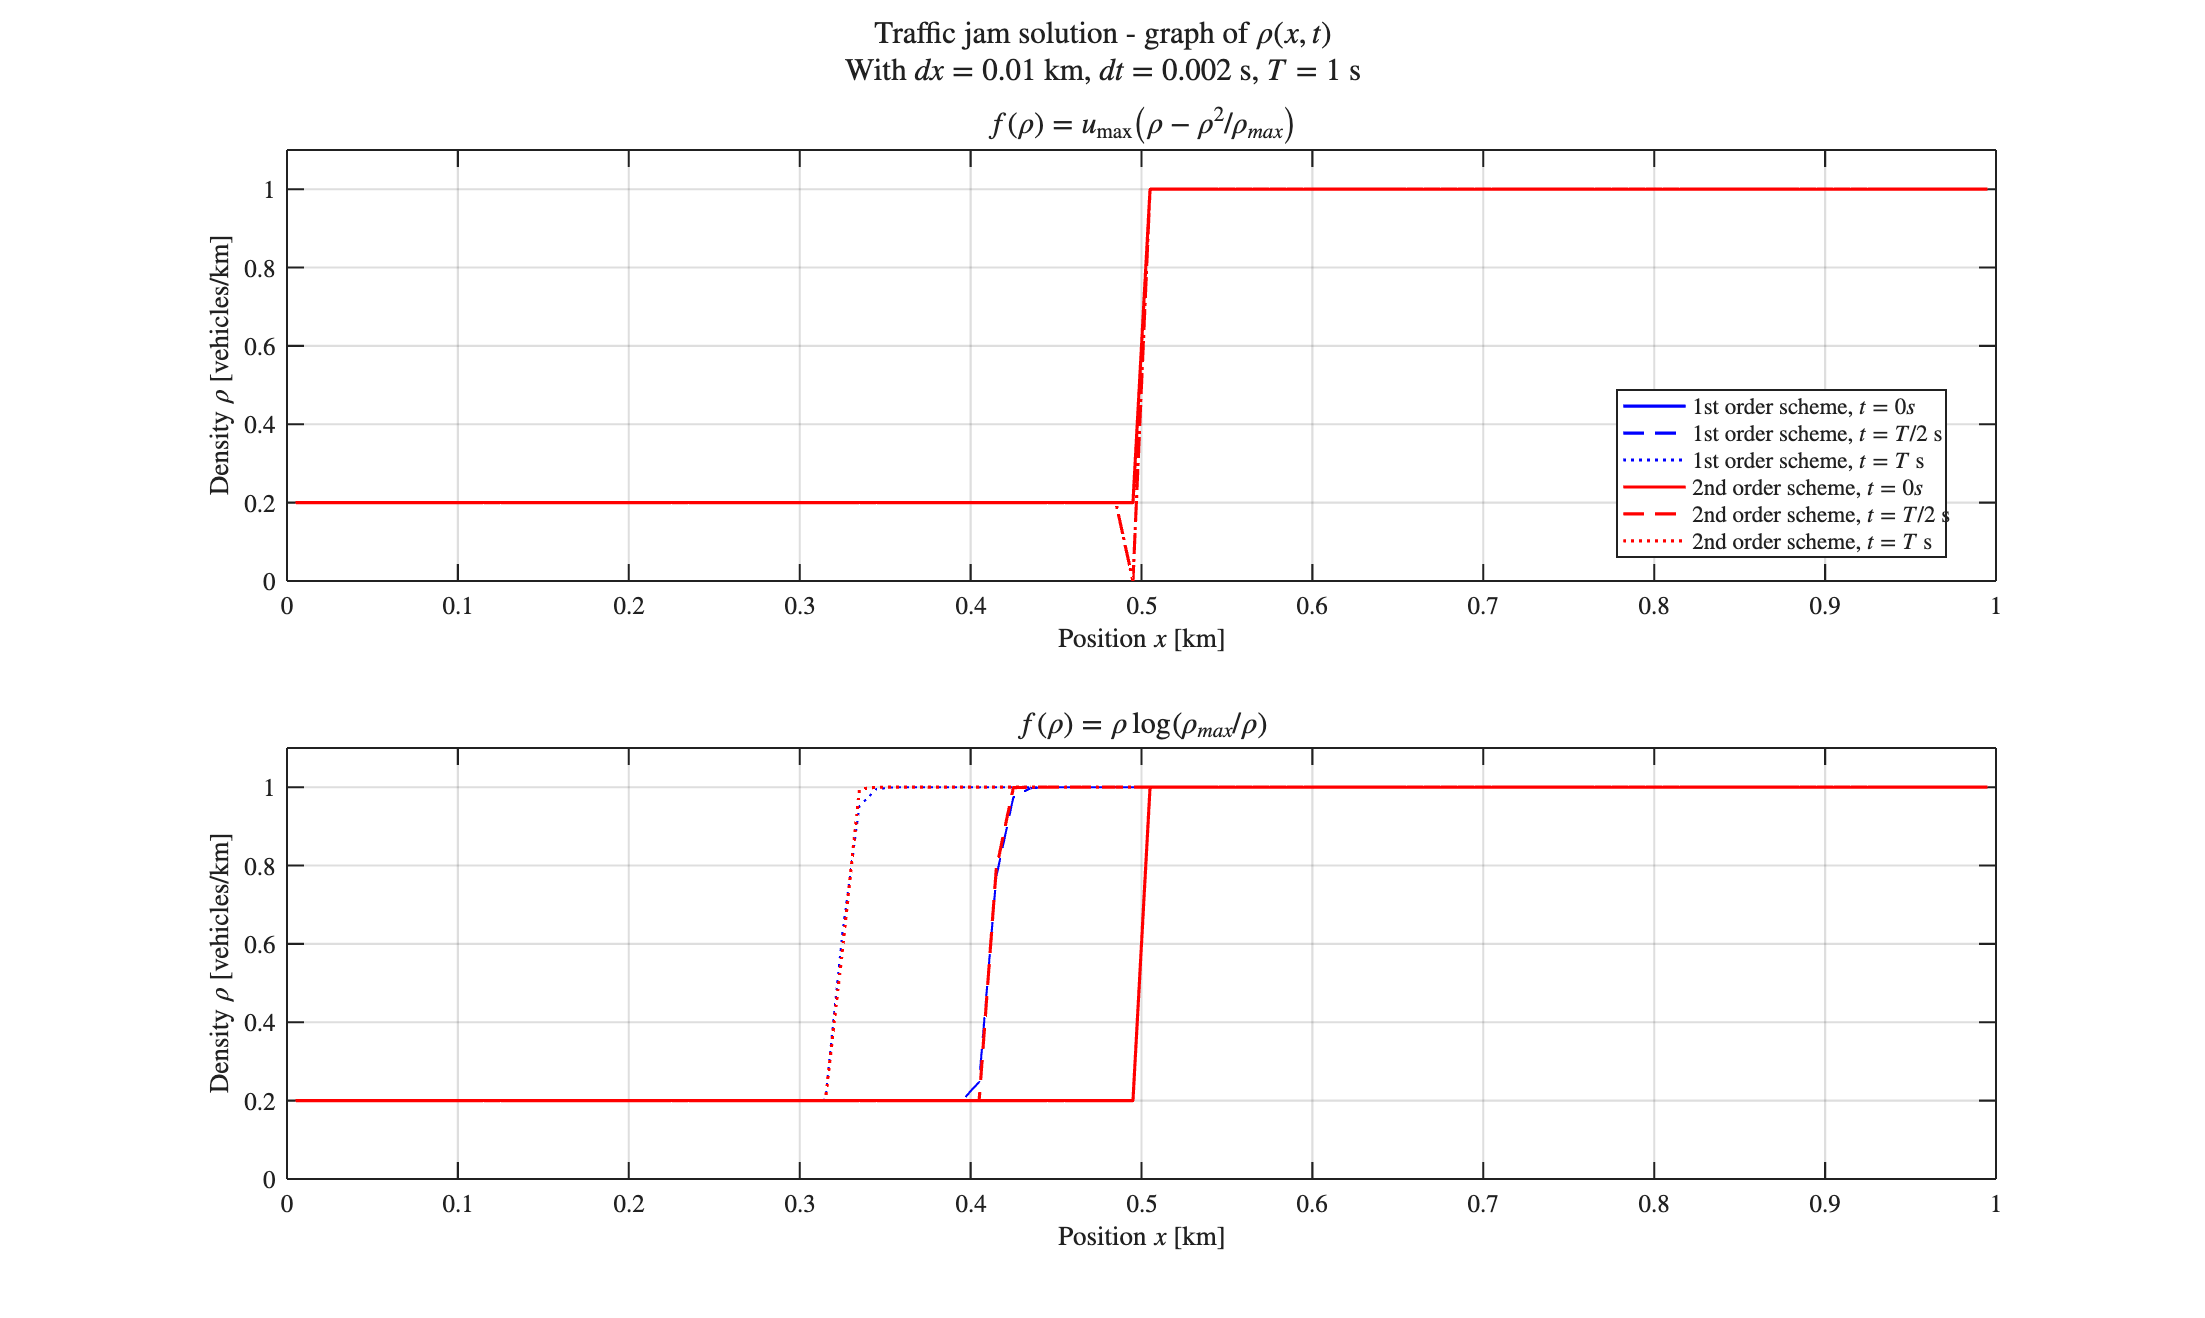 Traffic jam solution - graph of ρ(x, t)
With dx = 0.01 km, dt = 0.002 s, T = 1 s
f(ρ) = u_max(ρ − ρ²/ρ_max)
Density ρ [vehicles/km]
1
0.8
0.6
0.4
0.2
0
1st order scheme, t = 0s
1st order scheme, t = T/2 s
1st order scheme, t = T s
2nd order scheme, t = 0s
2nd order scheme, t = T/2 s
2nd order scheme, t = T s
0 0.1 0.2 0.3 0.4 0.5 0.6 0.7 0.8 0.9 1
Position x [km]
f(ρ) = ρ log(ρ_max/ρ)
Density ρ [vehicles/km]
1
0.8
0.6
0.4
0.2
0
0 0.1 0.2 0.3 0.4 0.5 0.6 0.7 0.8 0.9 1
Position x [km]